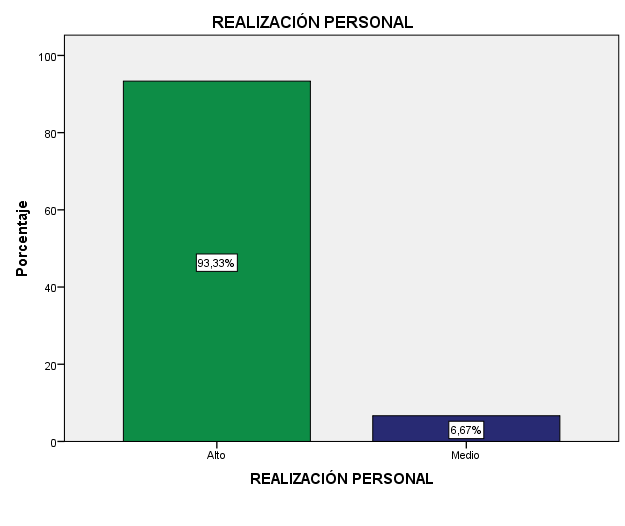 REALIZACIÓN PERSONAL
100
80
60
40
20
0
Porcentaje
93,33%
6,67%
Alto
Medio
REALIZACIÓN PERSONAL